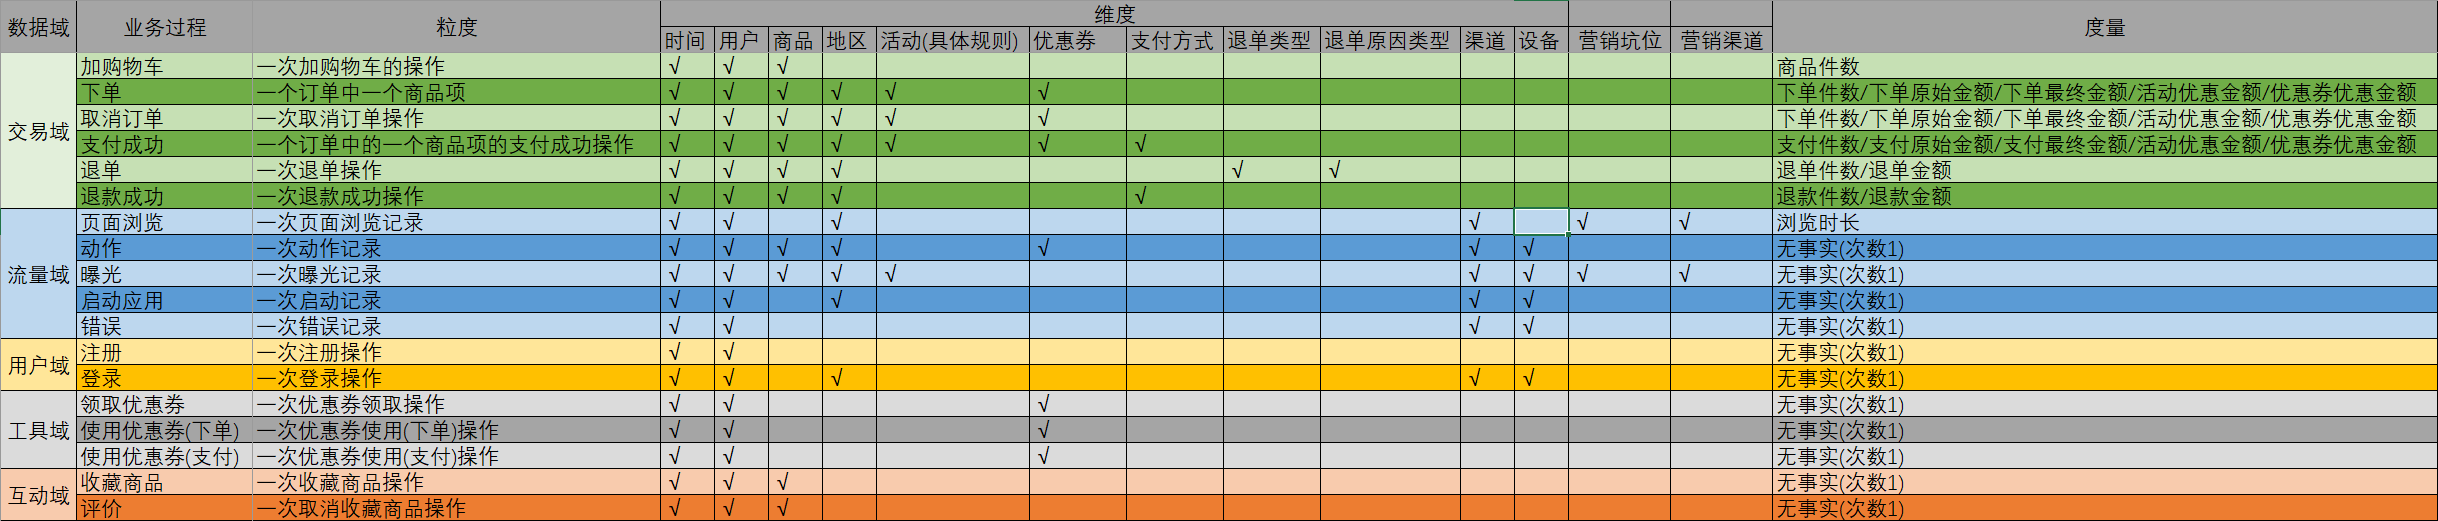 数据域 业务过程 粒度 维度 度量
时间 用户 商品 地区 活动(具体规则) 优惠券 支付方式 退单类型 退单原因类型 渠道 设备 营销坑位 营销渠道
交易域 加购物车 一次加购物车的操作 √ √ √ 商品件数
下单 一个订单中一个商品项 √ √ √ √ √ √ 下单件数/下单原始金额/下单最终金额/活动优惠金额/优惠券优惠金额
取消订单 一次取消订单操作 √ √ √ √ √ √ 下单件数/下单原始金额/下单最终金额/活动优惠金额/优惠券优惠金额
支付成功 一个订单中的一个商品项的支付成功操作 √ √ √ √ √ √ √ 支付件数/支付原始金额/支付最终金额/活动优惠金额/优惠券优惠金额
退单 一次退单操作 √ √ √ √ √ √ 退单件数/退单金额
退款成功 一次退款成功操作 √ √ √ √ √ 退款件数/退款金额
流量域 页面浏览 一次页面浏览记录 √ √ √ √ √ √ 浏览时长
动作 一次动作记录 √ √ √ √ √ √ √ 无事实(次数1)
曝光 一次曝光记录 √ √ √ √ √ √ √ √ √ 无事实(次数1)
启动应用 一次启动记录 √ √ √ √ √ 无事实(次数1)
错误 一次错误记录 √ √ √ √ 无事实(次数1)
用户域 注册 一次注册操作 √ √ 无事实(次数1)
登录 一次登录操作 √ √ √ √ √ 无事实(次数1)
工具域 领取优惠券 一次优惠券领取操作 √ √ √ 无事实(次数1)
使用优惠券(下单) 一次优惠券使用(下单)操作 √ √ √ 无事实(次数1)
使用优惠券(支付) 一次优惠券使用(支付)操作 √ √ √ 无事实(次数1)
互动域 收藏商品 一次收藏商品操作 √ √ √ 无事实(次数1)
评价 一次取消收藏商品操作 √ √ √ 无事实(次数1)